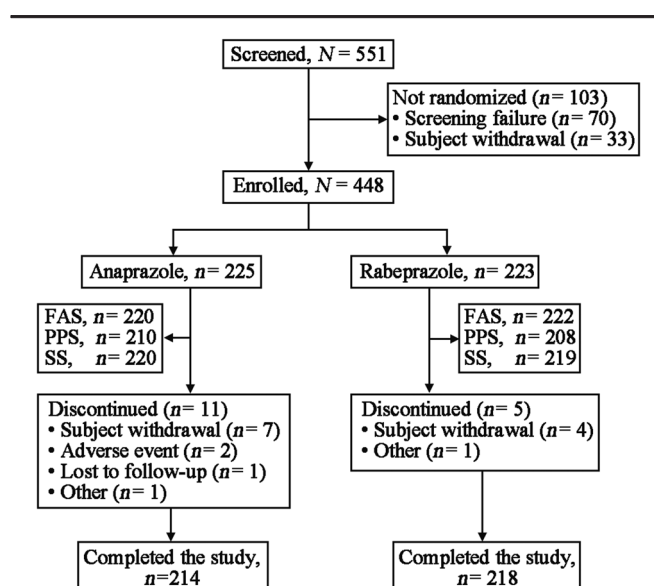 Screened, N = 551
Not randomized (n= 103)
• Screening failure (n= 70)
• Subject withdrawal (n= 33)
Enrolled, N = 448
Anaprazole, n= 225
Rabeprazole, n= 223
FAS, n= 220
PPS, n= 210
SS, n= 220
FAS, n= 222
PPS, n= 208
SS, n= 219
Discontinued (n= 11)
• Subject withdrawal (n= 7)
• Adverse event (n= 2)
• Lost to follow-up (n= 1)
• Other (n= 1)
Discontinued (n= 5)
• Subject withdrawal (n= 4)
• Other (n= 1)
Completed the study,
n=214
Completed the study,
n=218